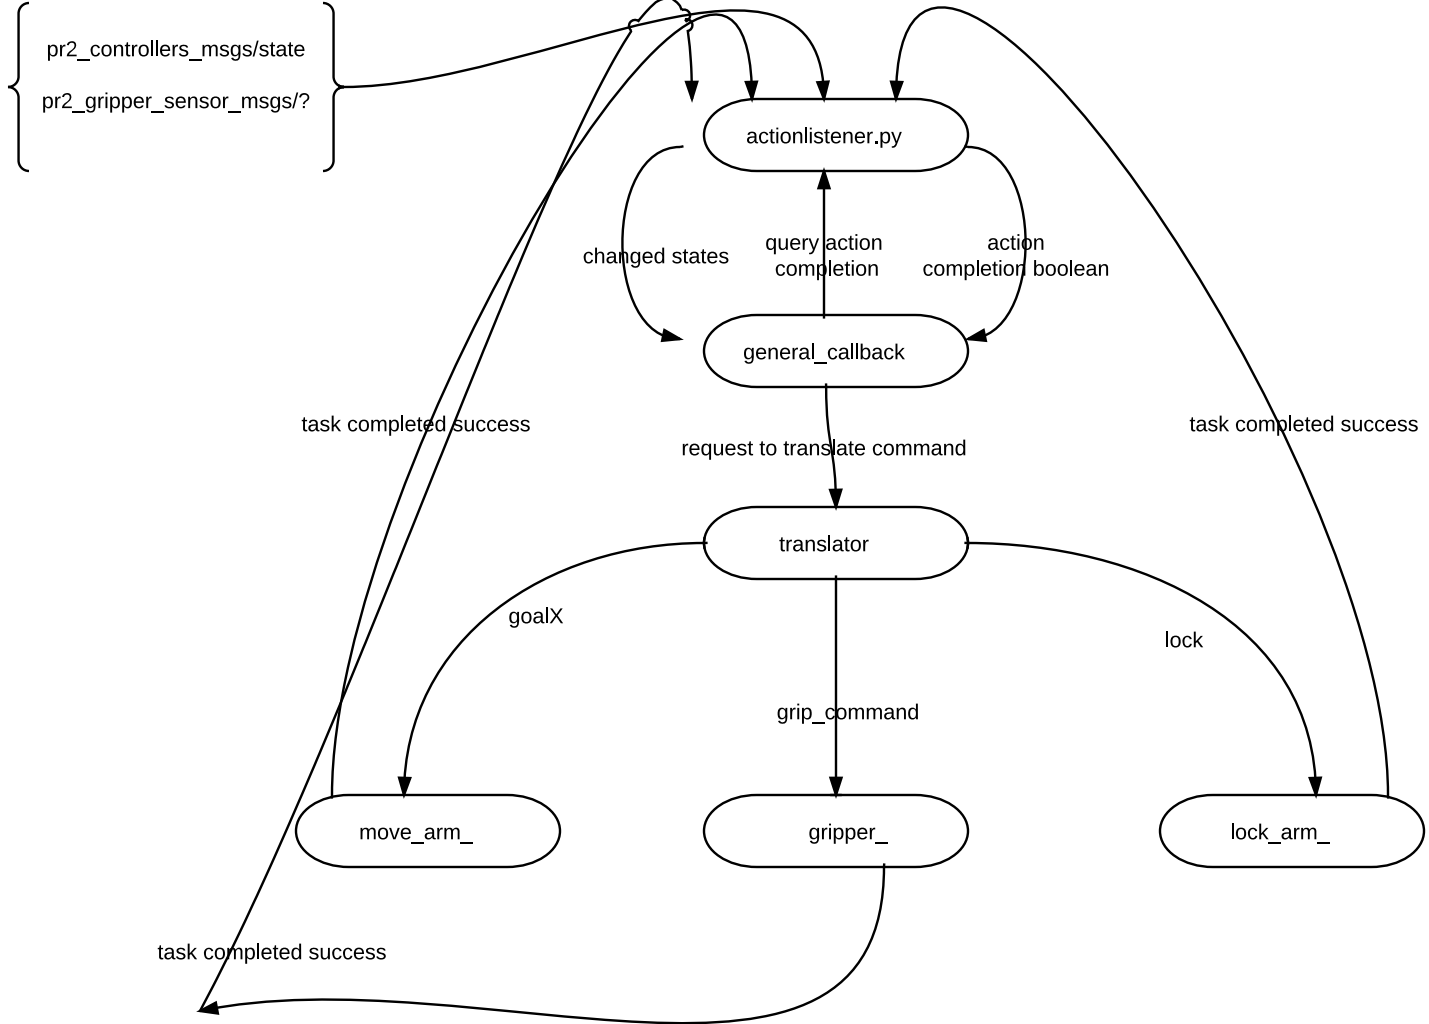 pr2_controllers_msgs/state
pr2_gripper_sensor_msgs/?
actionlistener.py
changed states
query action
completion
action
completion boolean
general_callback
task completed success
request to translate command
task completed success
translator
goalX
lock
grip_command
move_arm_
gripper_
lock_arm_
task completed success